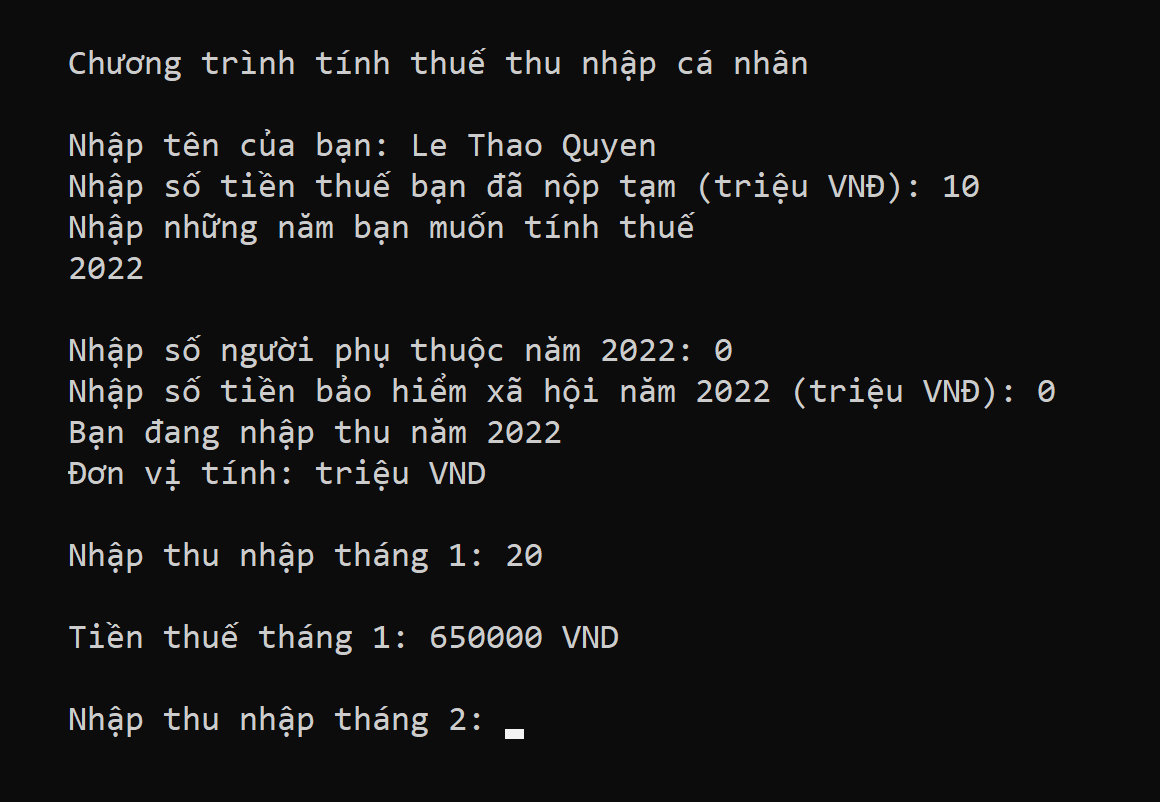 Chương trình tính thuế thu nhập cá nhân
Nhập tên của bạn: Le Thao Quyen
Nhập số tiền thuế bạn đã nộp tạm (triệu VNĐ): 10
Nhập những năm bạn muốn tính thuế
2022
Nhập số người phụ thuộc năm 2022: 0
Nhập số tiền bảo hiểm xã hội năm 2022 (triệu VNĐ): 0
Bạn đang nhập thu năm 2022
Đơn vị tính: triệu VND
Nhập thu nhập tháng 1: 20
Tiền thuế tháng 1: 650000 VND
Nhập thu nhập tháng 2: